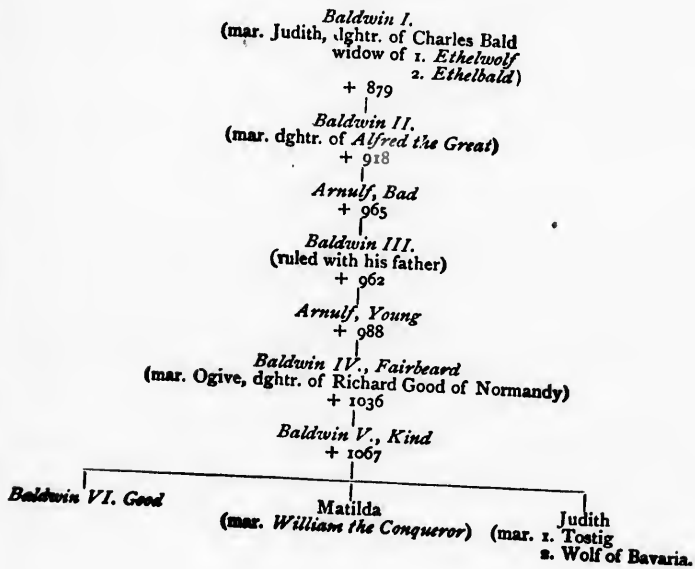 Baldwin I.
(mar. Judith, dghtr. of Charles Bald
widow of 1. Ethelwolf
2. Ethelbald)
+ 879
Baldwin II.
(mar. dghtr. of Alfred the Great)
+ 918
Arnulf, Bad
+ 965
Baldwin III.
(ruled with his father)
+ 962
Arnulf, Young
+ 988
Baldwin IV., Fairbeard
(mar. Ogive, dghtr. of Richard Good of Normandy)
+ 1036
Baldwin V., Kind
+ 1067
Baldwin VI. Good
Matilda
(mar. William the Conqueror)
Judith
(mar. 1. Tostig
2. Wolf of Bavaria.